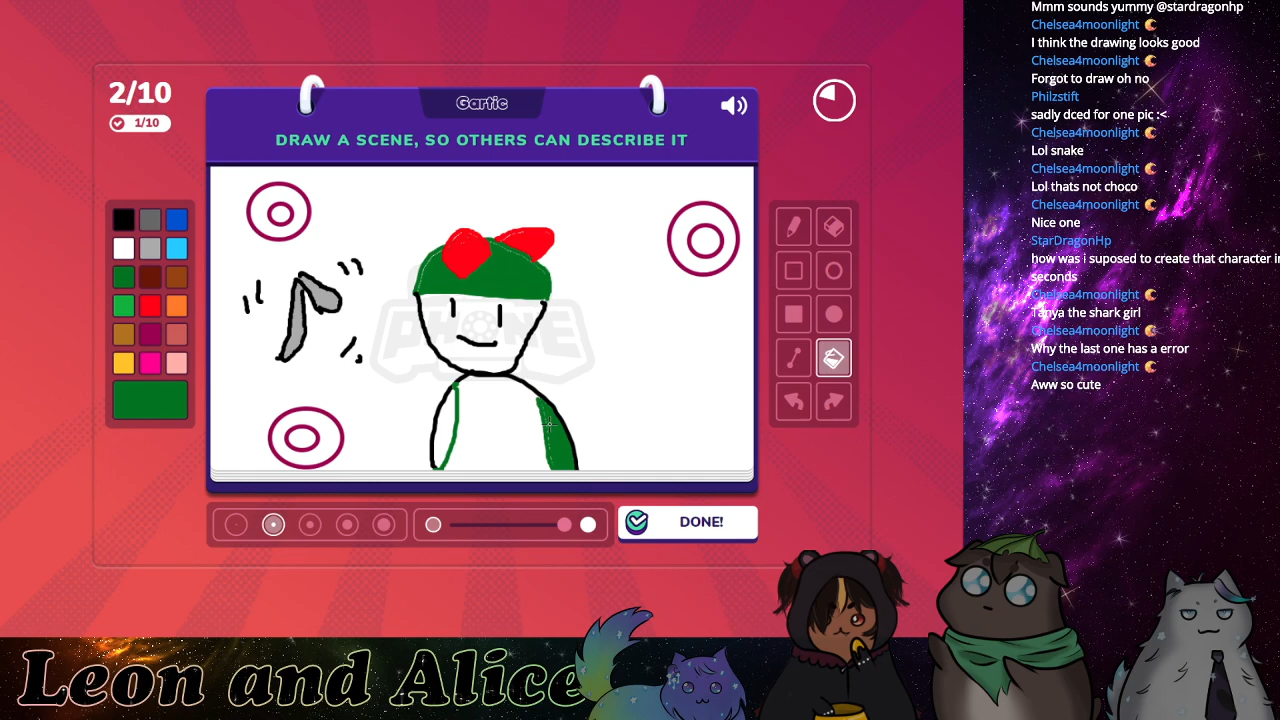 2/10
1/10
Gartic
DRAW A SCENE, SO OTHERS CAN DESCRIBE IT
PHONE
DONE!
Leon and Alice
Mmm sounds yummy @stardragonhp
Chelsea4moonlight
I think the drawing looks good
Chelsea4moonlight
Forgot to draw oh no
Philzstift
sadly dced for one pic :<
Chelsea4moonlight
Lol snake
Chelsea4moonlight
Lol thats not choco
Chelsea4moonlight
Nice one
StarDragonHp
how was i suposed to create that character in
seconds
Chelsea4moonlight
Tanya the shark girl
Chelsea4moonlight
Why the last one has a error
Chelsea4moonlight
Aww so cute